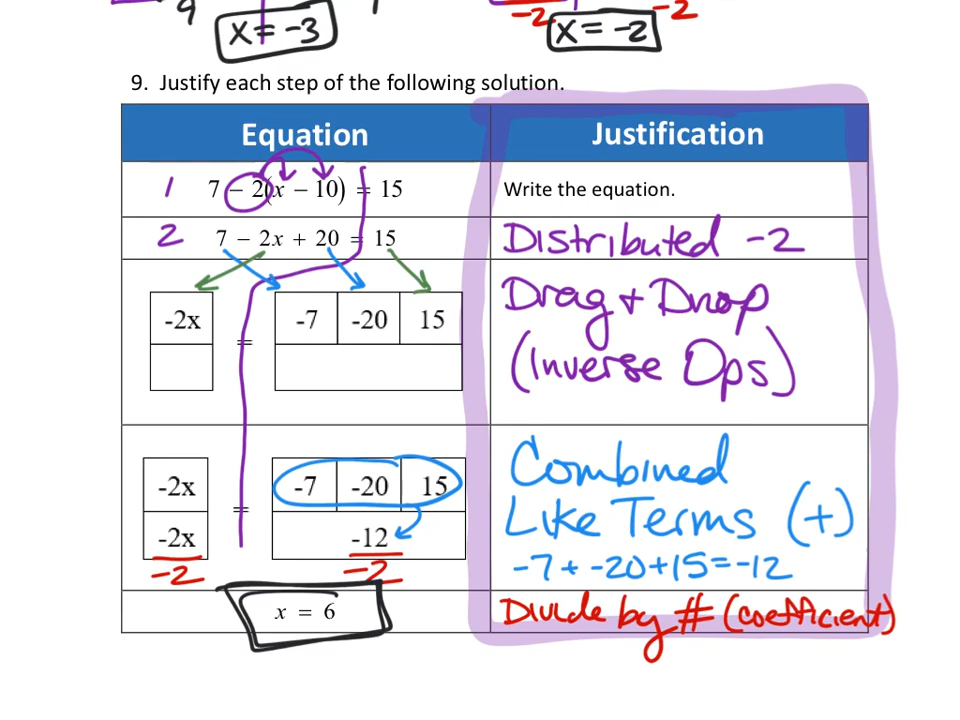 9
x = -3
-2
-2
x = -2
9. Justify each step of the following solution.
Equation
Justification
1
7 − 2(x − 10) = 15
Write the equation.
2
7 − 2x + 20 = 15
Distributed -2
-2x = -7 -20 15
Drag + Drop
(Inverse Ops)
-2x = -7 -20 15
Combined
Like Terms (+)
-2x -12
-2 -2
-7 + -20 + 15 = -12
x = 6
Divide by # (coefficient)